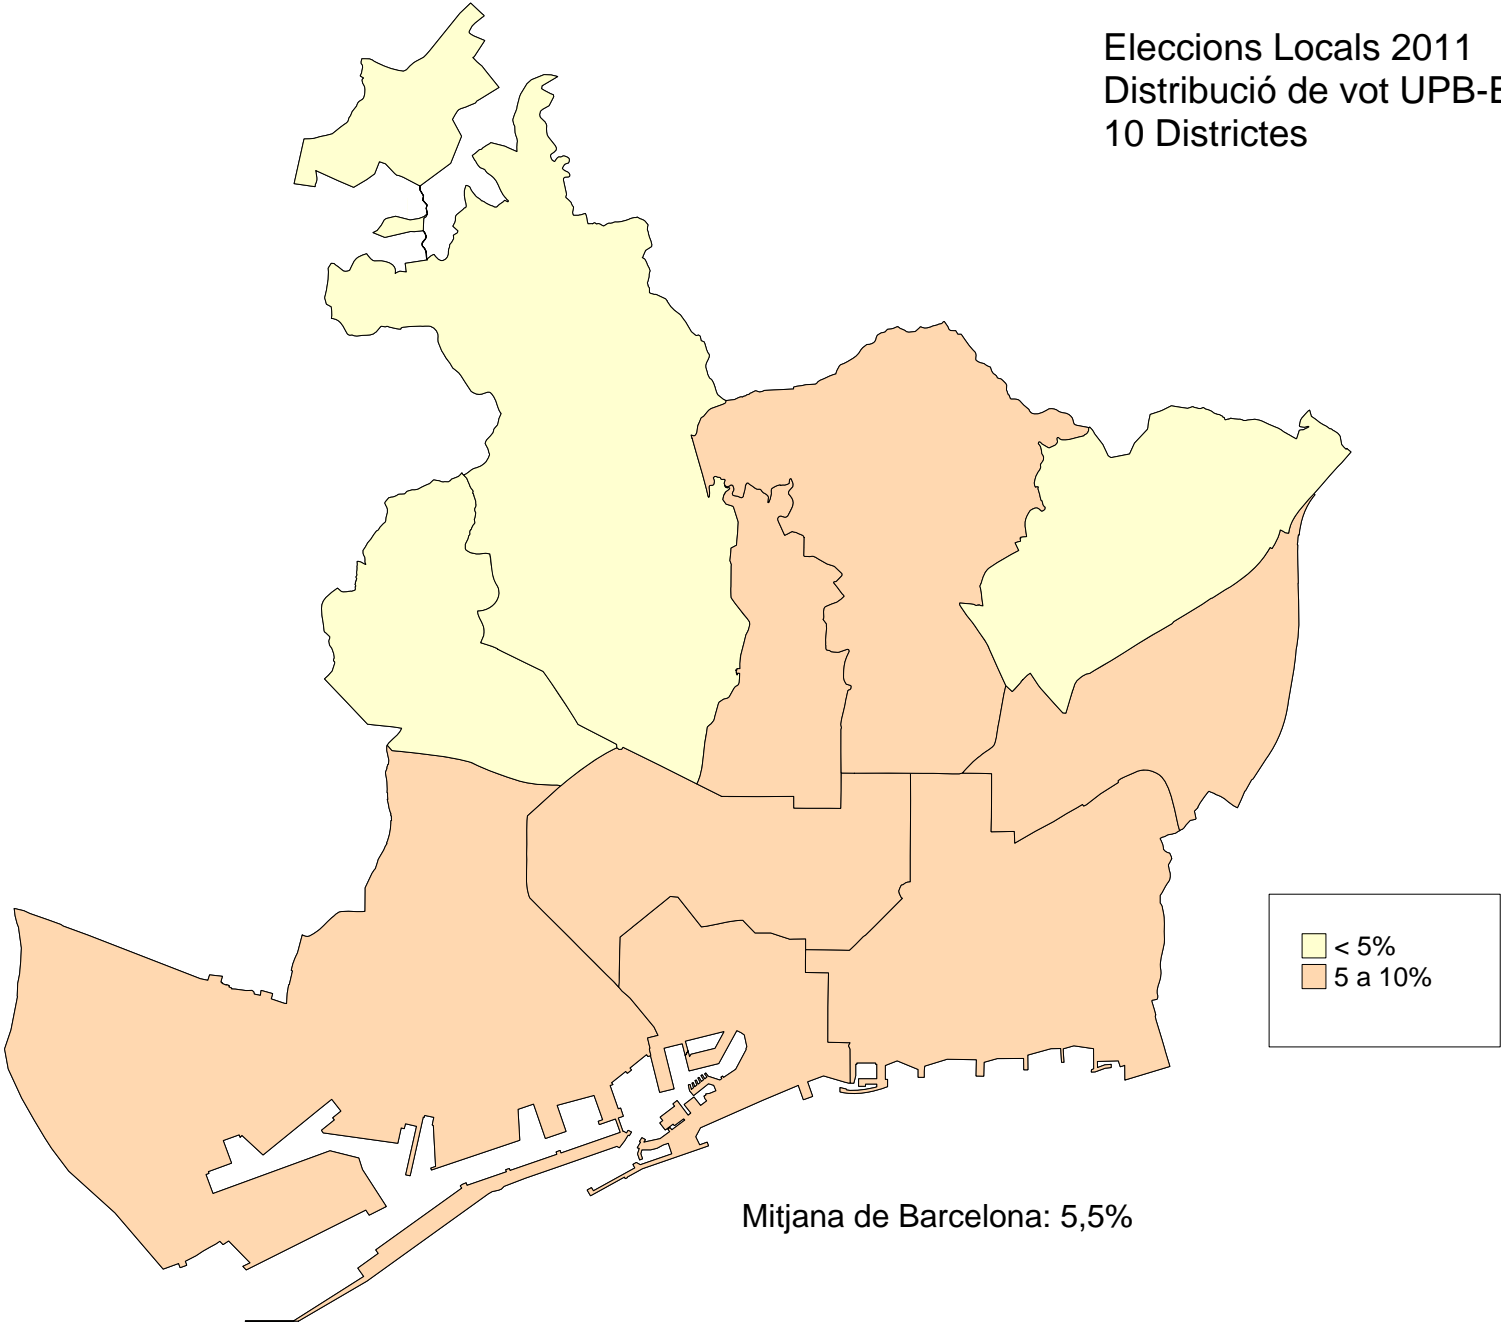 Eleccions Locals 2011
Distribució de vot UPB-E
10 Districtes
< 5%
5 a 10%
Mitjana de Barcelona: 5,5%